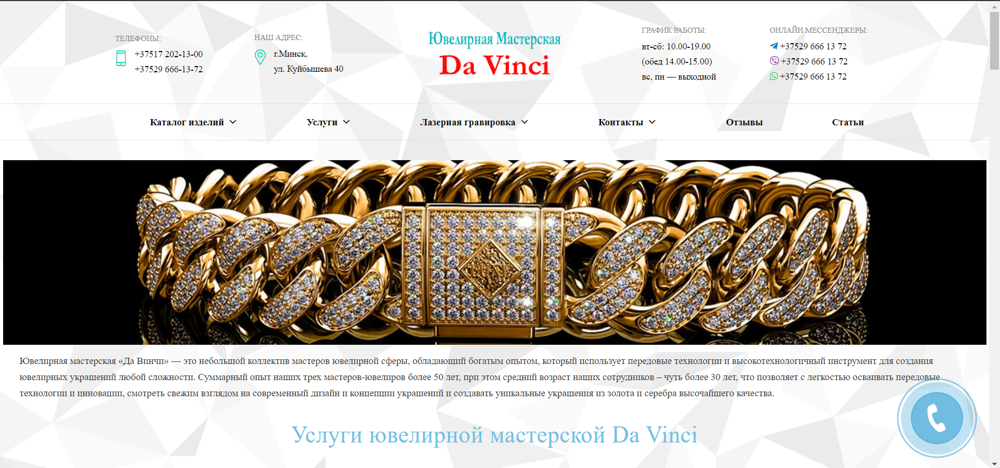 ТЕЛЕФОНЫ:
+37517 202-13-00
+37529 666-13-72
НАШ АДРЕС:
г.Минск,
ул. Куйбышева 40
Ювелирная Мастерская
Da Vinci
ГРАФИК РАБОТЫ:
вт-сб: 10.00-19.00
(обед 14.00-15.00)
вс, пн — выходной
ОНЛАЙН МЕССЕНДЖЕРЫ:
+37529 666 13 72
+37529 666 13 72
+37529 666 13 72
Каталог изделий Услуги Лазерная гравировка Контакты Отзывы Статьи
Ювелирная мастерская «Да Винчи» — это небольшой коллектив мастеров ювелирной сферы, обладающий богатым опытом, который использует передовые технологии и высокотехнологичный инструмент для создания
ювелирных украшений любой сложности. Суммарный опыт наших трех мастеров-ювелиров более 50 лет, при этом средний возраст наших сотрудников – чуть более 30 лет, что позволяет с легкостью осваивать передовые
технологии и инновации, смотреть свежим взглядом на современный дизайн и концепции украшений и создавать уникальные украшения из золота и серебра высочайшего качества.
Услуги ювелирной мастерской Da Vinci